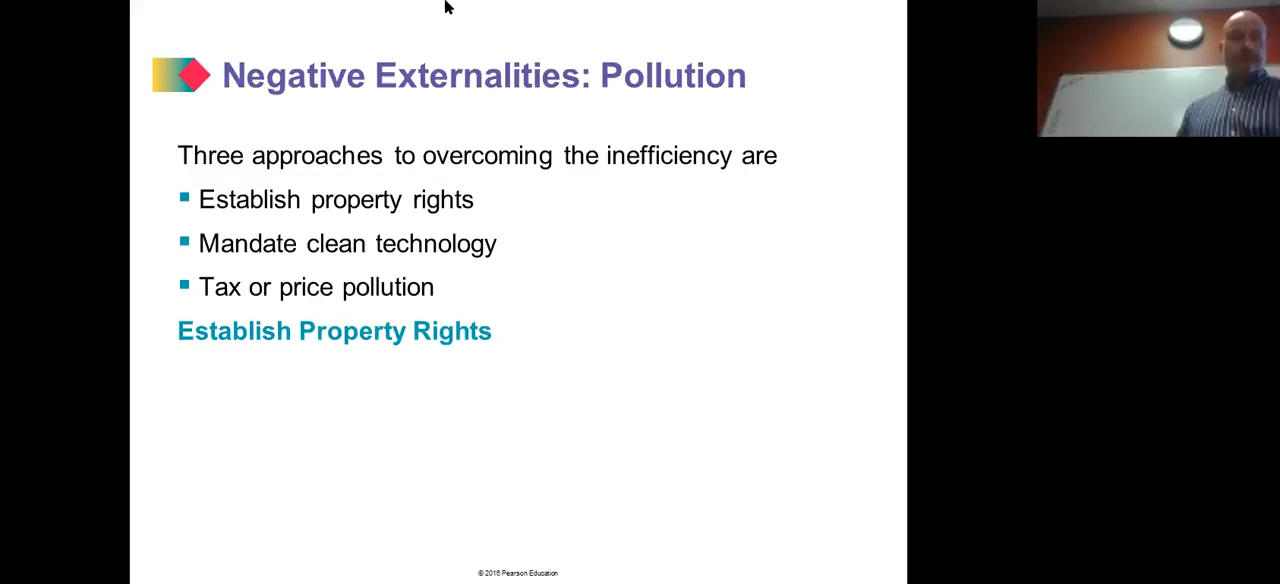 Negative Externalities: Pollution
Three approaches to overcoming the inefficiency are
Establish property rights
Mandate clean technology
Tax or price pollution
Establish Property Rights
© 2016 Pearson Education